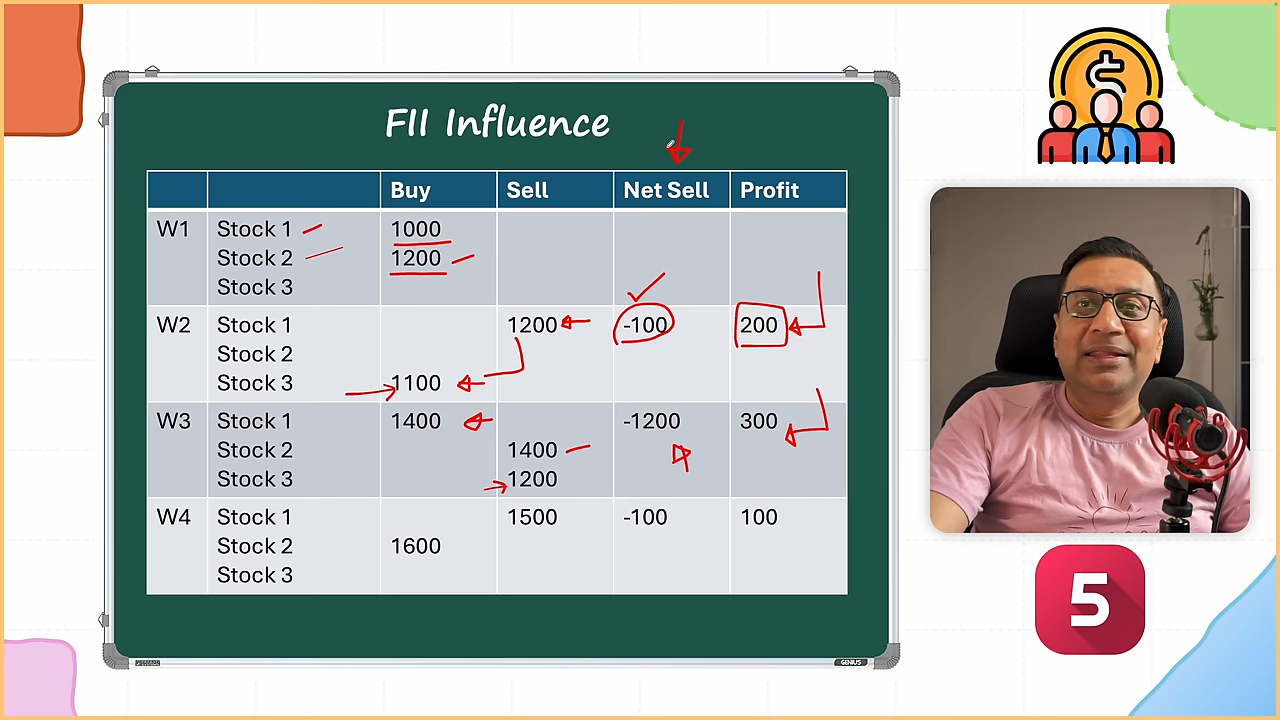 FII Influence
Buy Sell Net Sell Profit
W1 Stock 1 1000
Stock 2 1200
Stock 3
W2 Stock 1 1200 -100 200
Stock 2
Stock 3 1100
W3 Stock 1 1400 -1200 300
Stock 2 1400
Stock 3 1200
W4 Stock 1 1500 -100 100
Stock 2 1600
Stock 3
GENIUS
5